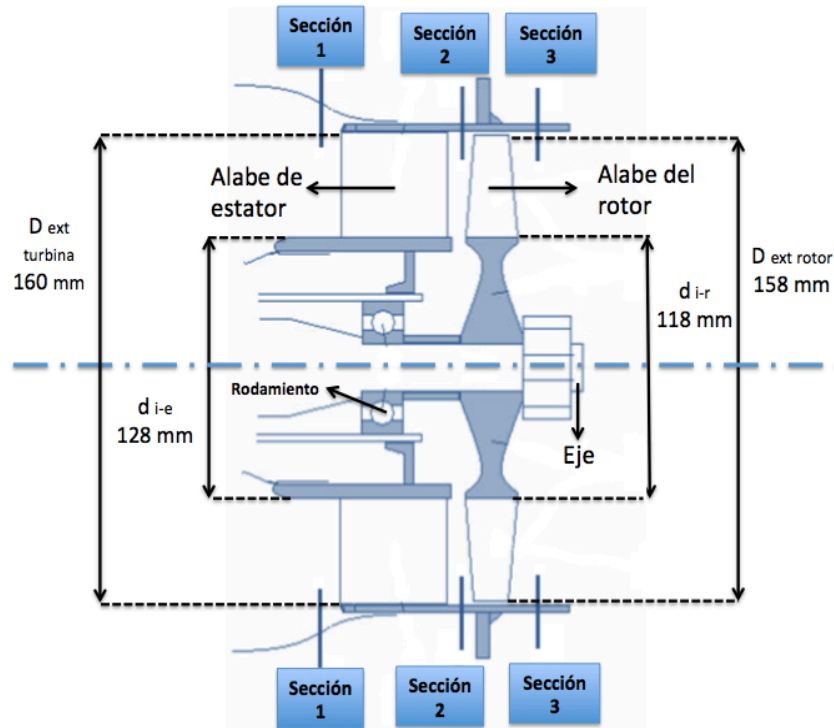 Sección
1
Sección
2
Sección
3
Alabe de
estator
Alabe del
rotor
D ext
turbina
160 mm
D ext rotor
158 mm
d i-r
118 mm
d i-e
128 mm
Rodamiento
Eje
Sección
1
Sección
2
Sección
3